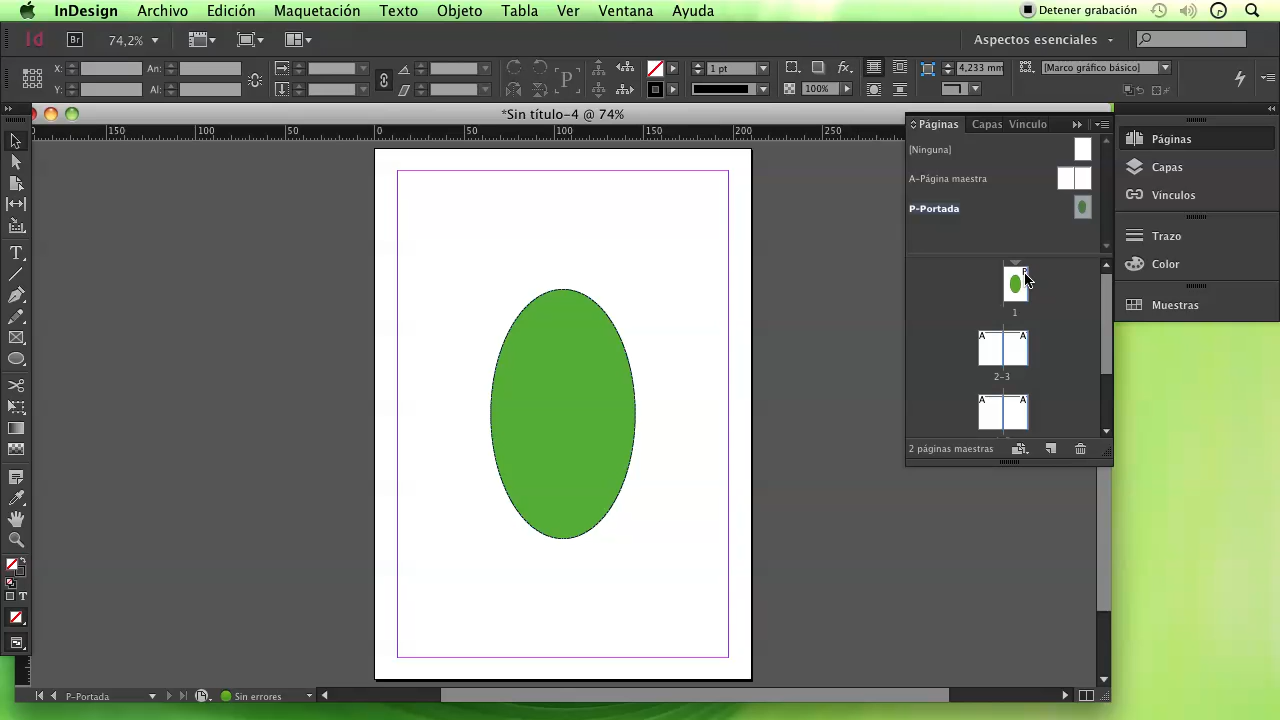 InDesign Archivo Edición Maquetación Texto Objeto Tabla Ver Ventana Ayuda Detener grabación
Id Br 74,2% Aspectos esenciales
X: An: 1 pt fx 4,233 mm [Marco gráfico básico]
Y: Al: P 100%
*Sin título-4 @ 74%
150 100 50 0 50 100 150 200 250
Páginas Capas Vínculo
[Ninguna]
A-Página maestra
P-Portada
P
1
A A
2-3
A A
2 páginas maestras
Páginas
Capas
Vínculos
Trazo
Color
Muestras
T
T
P-Portada Sin errores